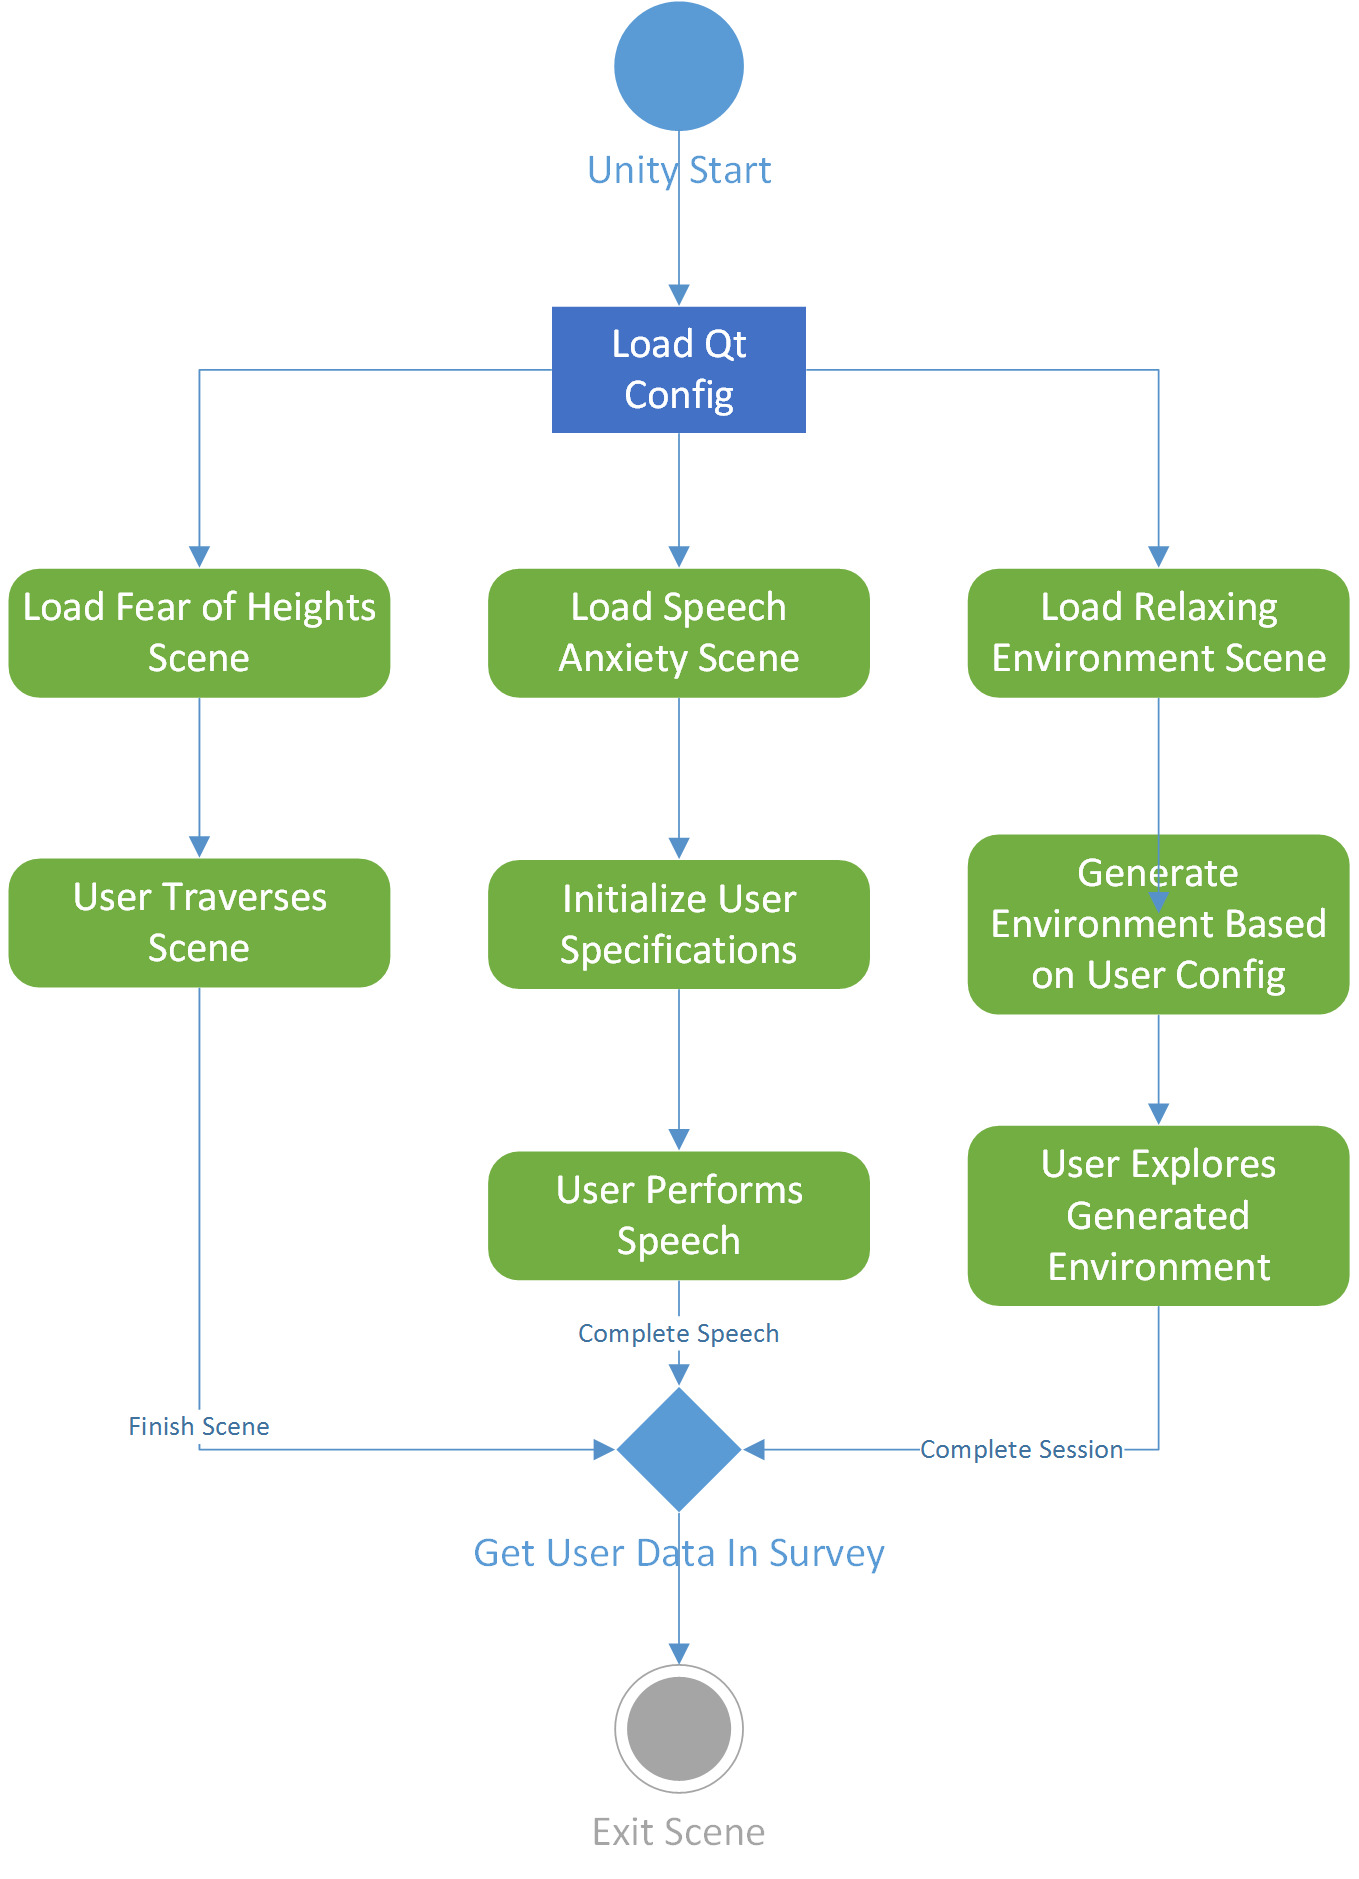 Unity Start
Load Qt
Config
Load Fear of Heights
Scene
Load Speech
Anxiety Scene
Load Relaxing
Environment Scene
User Traverses
Scene
Initialize User
Specifications
Generate
Environment Based
on User Config
User Performs
Speech
User Explores
Generated
Environment
Complete Speech
Finish Scene
Complete Session
Get User Data In Survey
Exit Scene